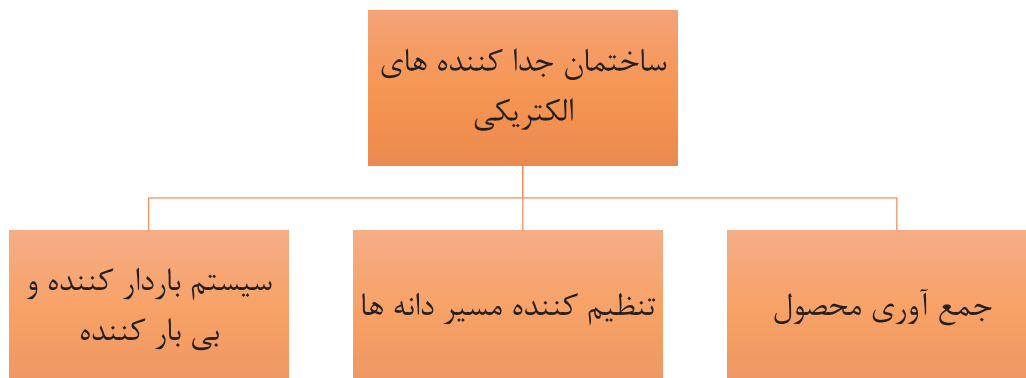 ساختمان جدا کننده های
الکتریکی
جمع آوری محصول
تنظیم کننده مسیر دانه ها
سیستم باردار کننده و
بی بار کننده